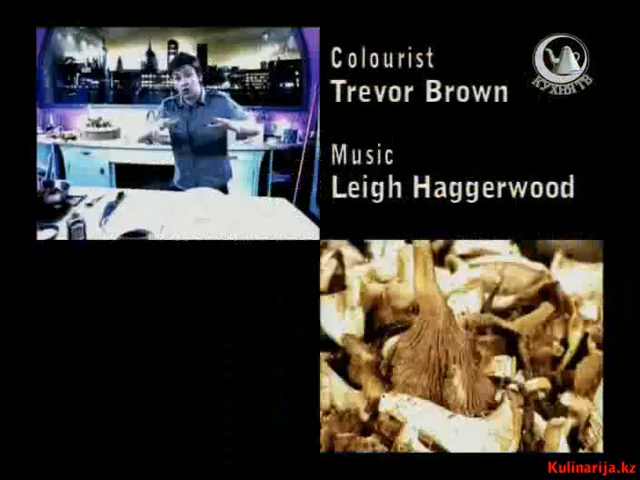 Colourist
Trevor Brown
КУХНЯ ТВ
Music
Leigh Haggerwood
Kulinarija.kz